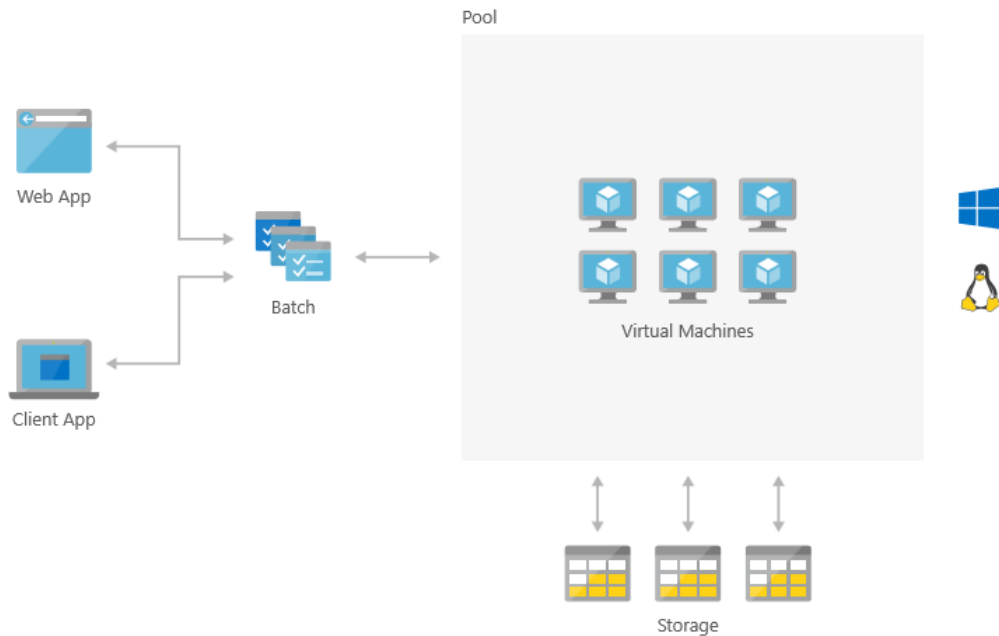 Pool
Web App
Batch
Virtual Machines
Client App
Storage